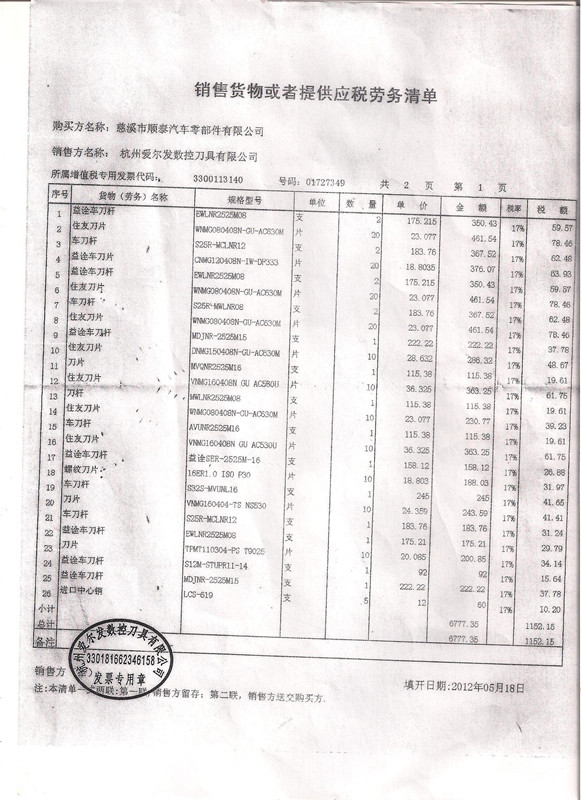 销售货物或者提供应税劳务清单
购买方名称: 慈溪市顺泰汽车零部件有限公司
销售方名称: 杭州爱尔发数控刀具有限公司
所属增值税专用发票代码: 3300113140 号码: 01727349 共 2 页 第 1 页
序号 货物(劳务)名称 规格型号 单位 数 量 单 价 金 额 税率 税 额
1 益诠车刀杆 EWLNR2525M08 支 2 175.215 350.43 17% 59.57
2 住友刀片 WNMG080408N-GU-AC630M 片 20 23.077 461.54 17% 78.46
3 车刀杆 S25R-MCLNR12 支 2 183.76 367.52 17% 62.48
4 益诠车刀片 CNMG120408N-IW-DP333 片 20 18.8035 376.07 17% 63.93
5 益诠车刀杆 EWLNR2525M08 支 2 175.215 350.43 17% 59.57
6 住友刀片 WNMG080408N-GU-AC630M 片 20 23.077 461.54 17% 78.46
7 车刀杆 S25R-MWLNR08 支 2 183.76 367.52 17% 62.48
8 住友刀片 WNMG080408N-GU-AC630M 片 20 23.077 461.54 17% 78.46
9 益诠车刀杆 MDJNR-2525M15 支 1 222.22 222.22 17% 37.78
10 住友刀片 DNMG150408N-GU-AC630M 片 10 28.632 286.32 17% 48.67
11 刀片 MVQNR2525M16 支 1 115.38 115.38 17% 19.61
12 住友刀片 VNMG160408N GU AC530U 片 10 36.325 363.25 17% 61.75
13 刀杆 MWLNR2525M08 支 1 115.38 115.38 17% 19.61
14 住友刀片 WNMG080408N-GU-AC630M 片 10 23.077 230.77 17% 39.23
15 车刀杆 AVUNR2525M16 支 1 115.38 115.38 17% 19.61
16 住友刀片 VNMG160408N GU AC530U 片 10 36.325 363.25 17% 61.75
17 益诠车刀杆 益诠SER-2525M-16 支 1 158.12 158.12 17% 26.88
18 螺纹刀片 16ER1.0 ISO P30 片 10 18.803 188.03 17% 31.97
19 车刀杆 S32S-MVUNL16 支 1 245 245 17% 41.65
20 刀片 VNMG160404-7S NS530 片 10 24.359 243.59 17% 41.41
21 车刀杆 S25R-MCLNR12 支 1 183.76 183.76 17% 31.24
22 益诠车刀杆 EWLNR2525M08 支 1 175.21 175.21 17% 29.79
23 刀片 TPMT110304-PS T9025 片 10 20.085 200.85 17% 34.14
24 益诠车刀杆 S12M-STUPR11-14 支 1 92 92 17% 15.64
25 益诠车刀杆 MDJNR-2525M15 支 1 222.22 222.22 17% 37.78
26 进口中心钢 LCS-619 支 5 12 60 17% 10.20
小计 6777.35 1152.15
总计 6777.35 1152.15
备注
杭州爱尔发数控刀具有限公司
330181662346158
发票专用章
销售方
填开日期: 2012年05月18日
注:本清单一式两联:第一联,销售方留存; 第二联, 销售方送交购买方.